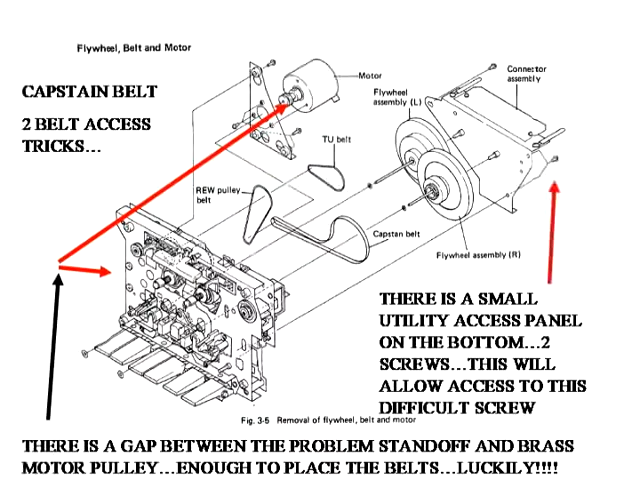 Flywheel, Belt and Motor
CAPSTAIN BELT
2 BELT ACCESS
TRICKS...
Motor
Connector
assembly
Flywheel
assembly (L)
TU belt
REW pulley
belt
Capstan belt
Flywheel assembly (R)
THERE IS A SMALL
UTILITY ACCESS PANEL
ON THE BOTTOM...2
SCREWS...THIS WILL
ALLOW ACCESS TO THIS
DIFFICULT SCREW
Fig. 3-5 Removal of flywheel, belt and motor
THERE IS A GAP BETWEEN THE PROBLEM STANDOFF AND BRASS
MOTOR PULLEY...ENOUGH TO PLACE THE BELTS...LUCKILY!!!!